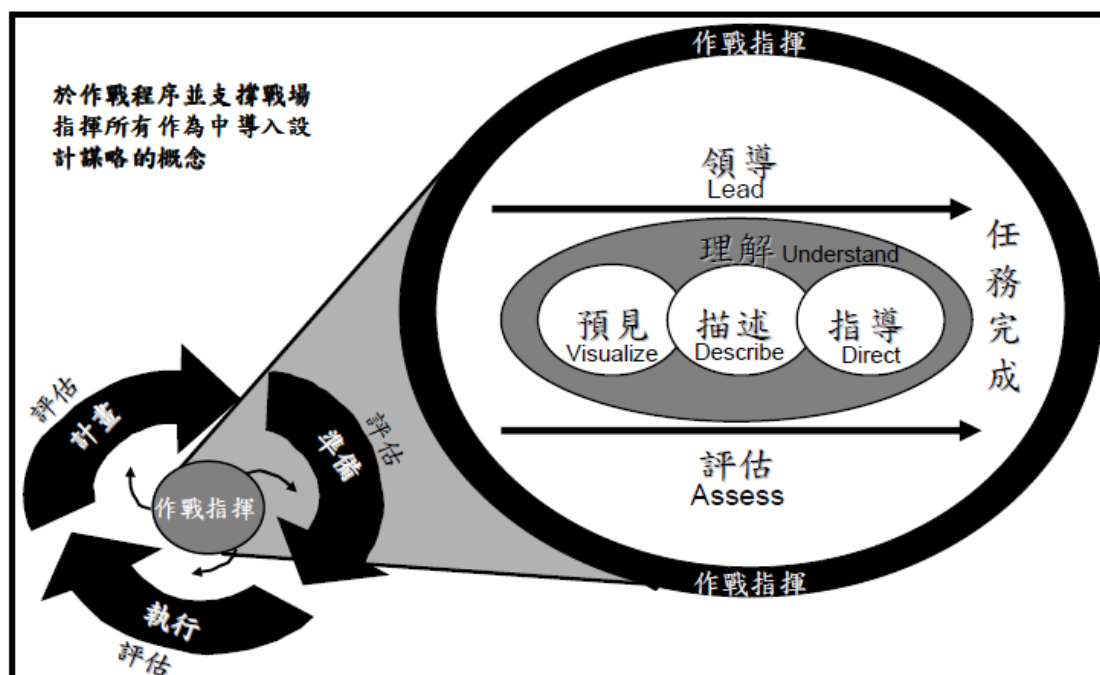 於作戰程序並支撐戰場
指揮所有作為中導入設
計謀略的概念
作戰指揮
領導
Lead
理解 Understand
預見
Visualize
描述
Describe
指導
Direct
評估
Assess
任務完成
作戰指揮
評估
計畫
準備
評估
作戰指揮
執行
評估